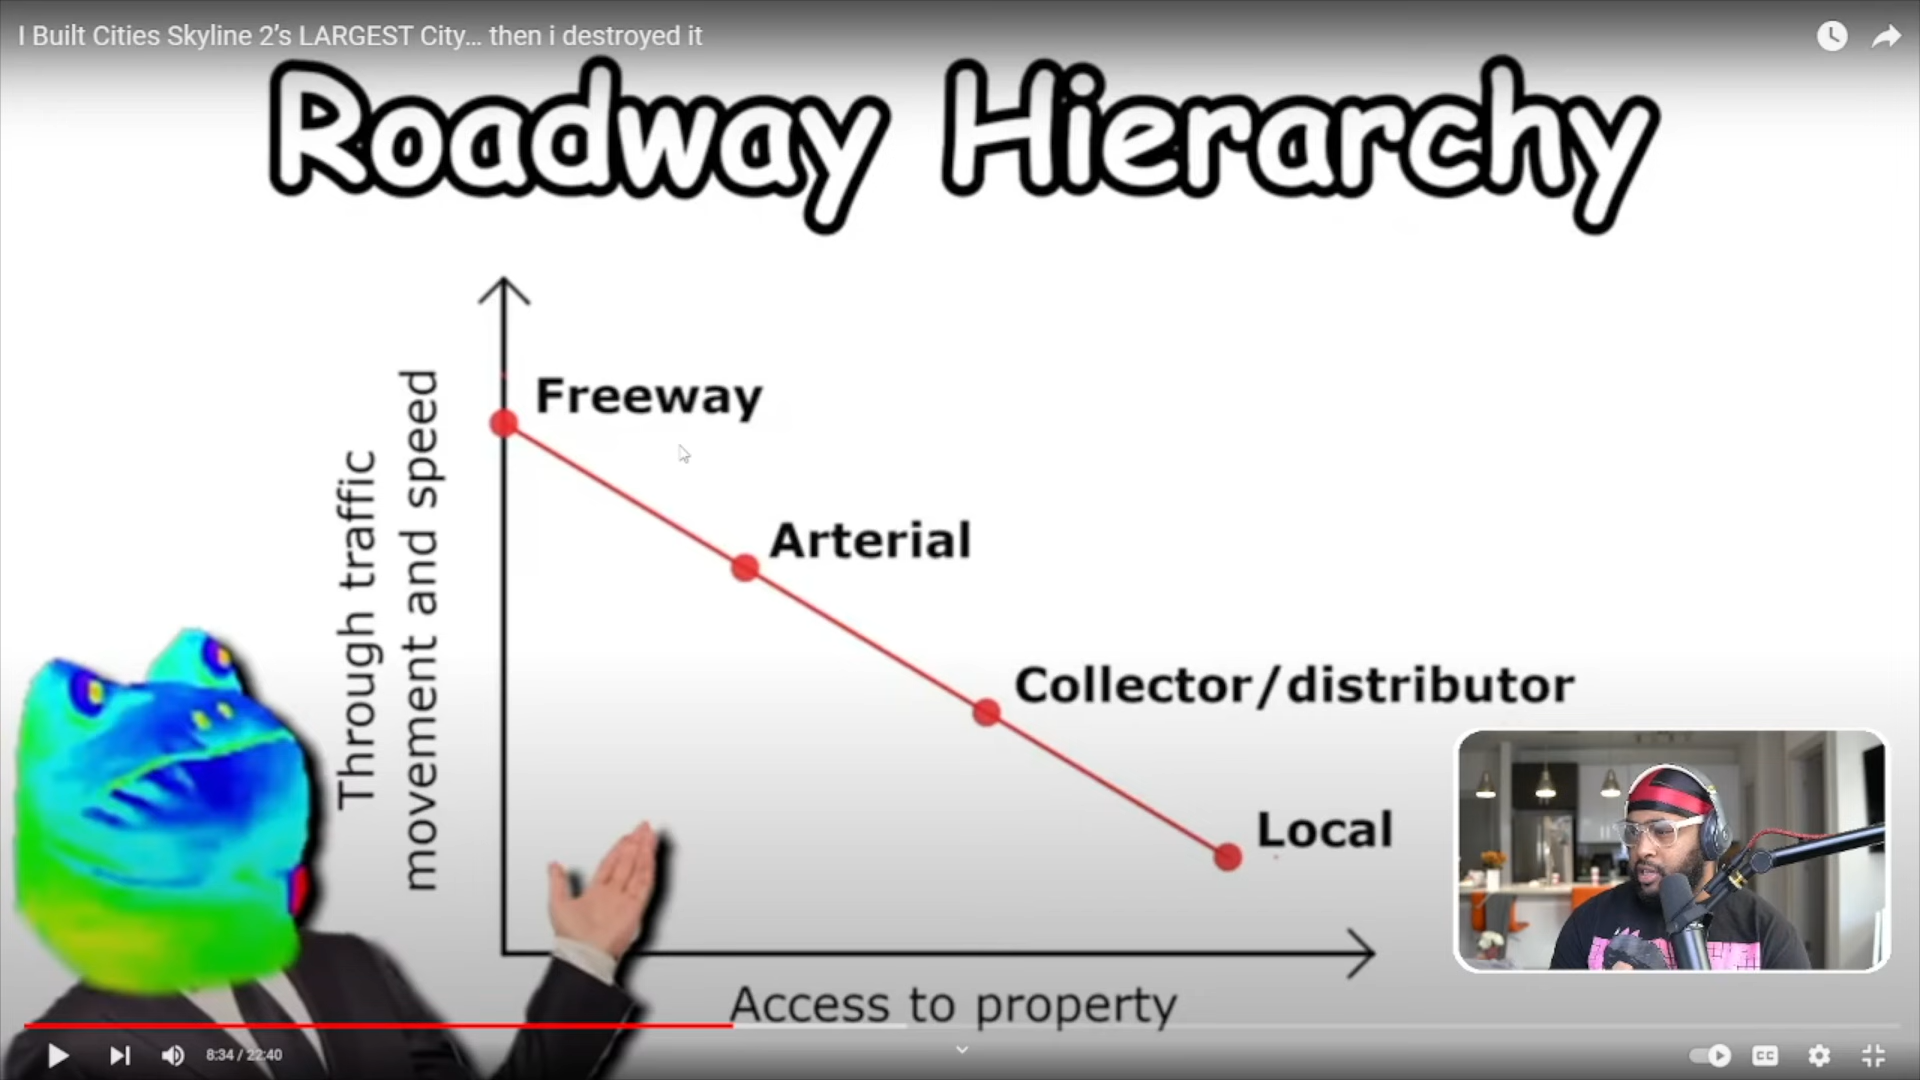 I Built Cities Skyline 2's LARGEST City... then i destroyed it
Roadway Hierarchy
Through traffic
movement and speed
Freeway
Arterial
Collector/distributor
Local
Access to property
8:34 / 22:40
CC